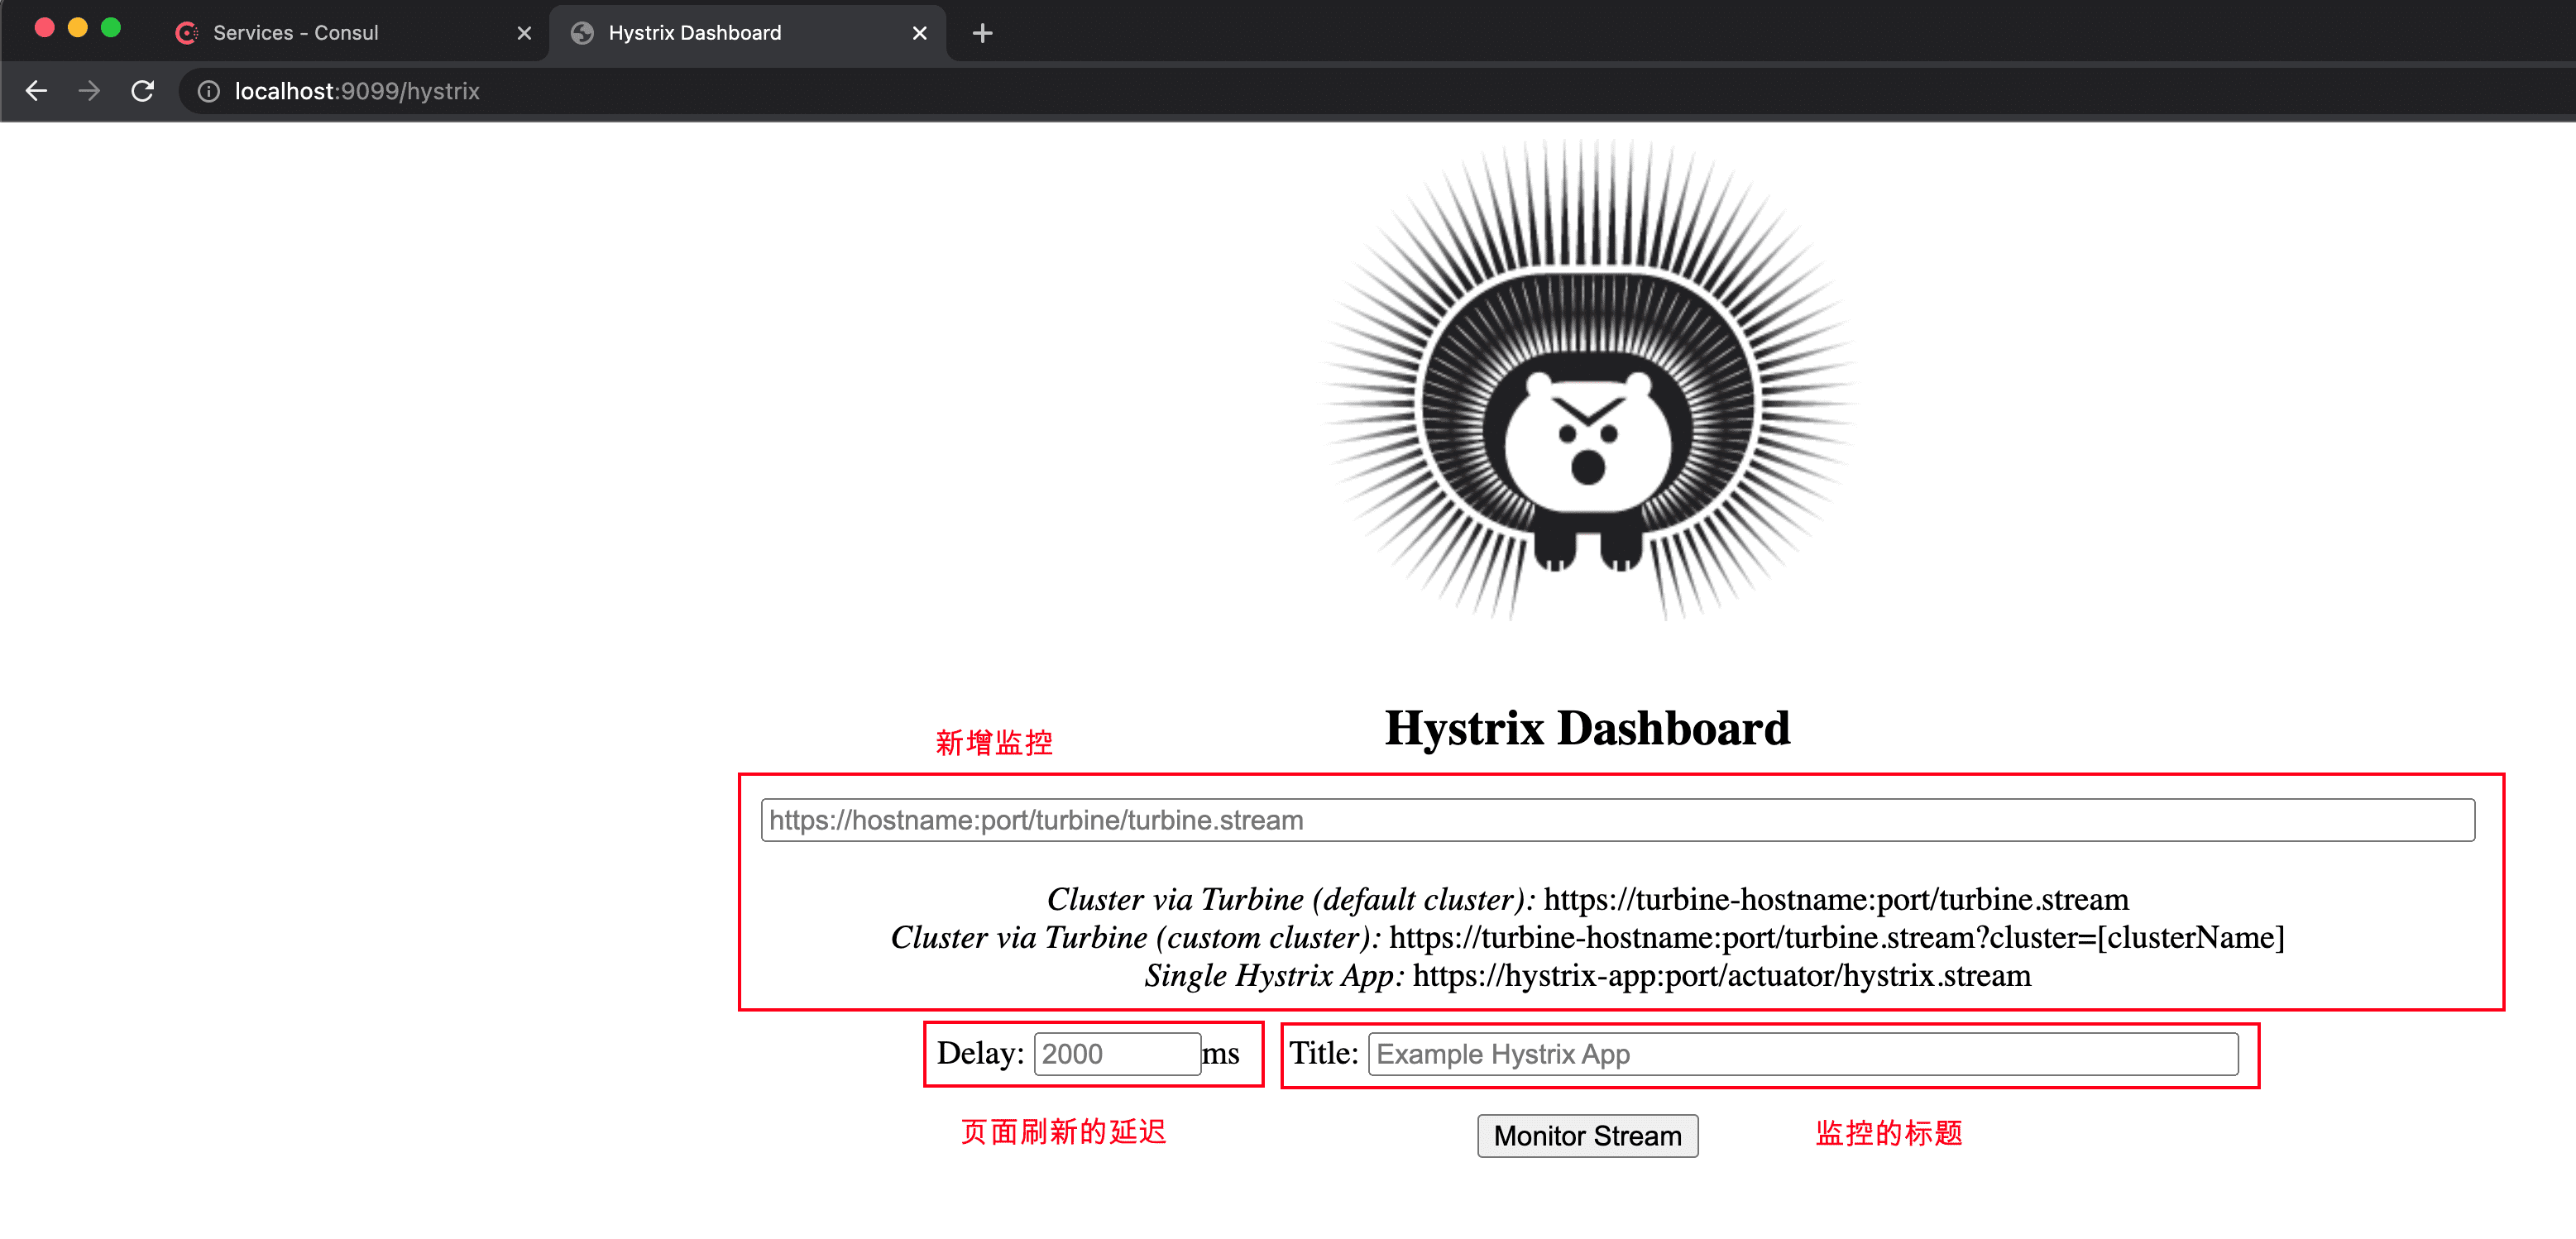 Services - Consul
Hystrix Dashboard
localhost:9099/hystrix
Hystrix Dashboard
新增监控
https://hostname:port/turbine/turbine.stream
Cluster via Turbine (default cluster): https://turbine-hostname:port/turbine.stream
Cluster via Turbine (custom cluster): https://turbine-hostname:port/turbine.stream?cluster=[clusterName]
Single Hystrix App: https://hystrix-app:port/actuator/hystrix.stream
Delay: 2000 ms Title: Example Hystrix App
页面刷新的延迟 Monitor Stream 监控的标题